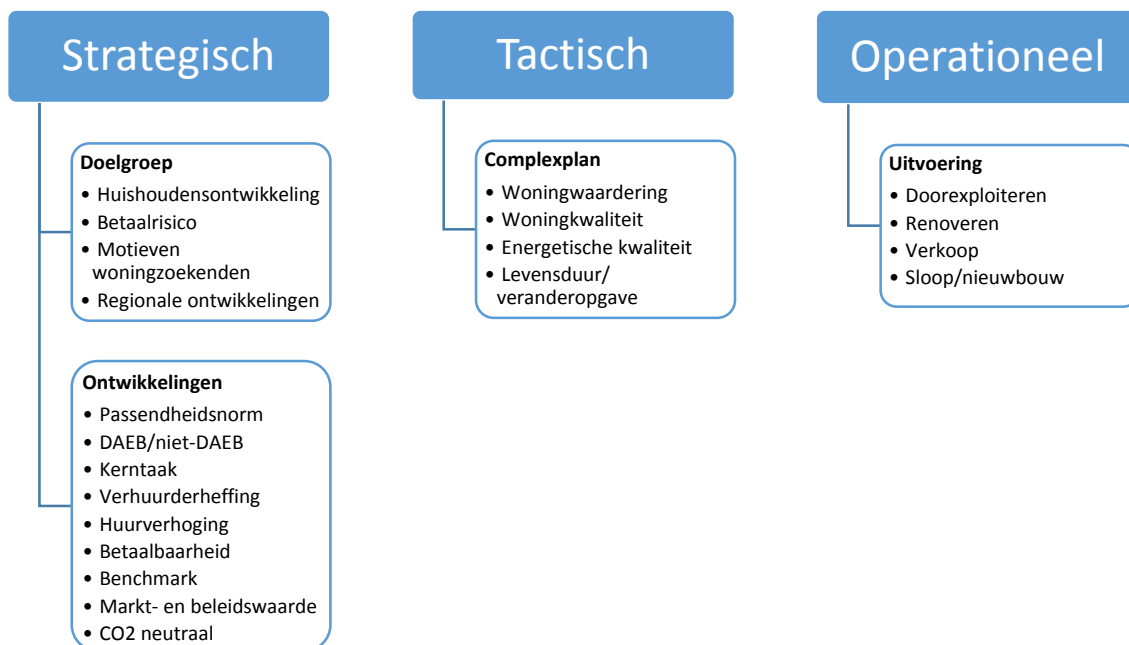 Strategisch
Doelgroep
• Huishoudensontwikkeling
• Betaalrisico
• Motieven
woningzoekenden
• Regionale ontwikkelingen
Ontwikkelingen
• Passendheidsnorm
• DAEB/niet-DAEB
• Kerntaak
• Verhuurderheffing
• Huurverhoging
• Betaalbaarheid
• Benchmark
• Markt- en beleidswaarde
• CO2 neutraal
Tactisch
Complexplan
• Woningwaardering
• Woningkwaliteit
• Energetische kwaliteit
• Levensduur/
veranderopgave
Operationeel
Uitvoering
• Doorexploiteren
• Renoveren
• Verkoop
• Sloop/nieuwbouw